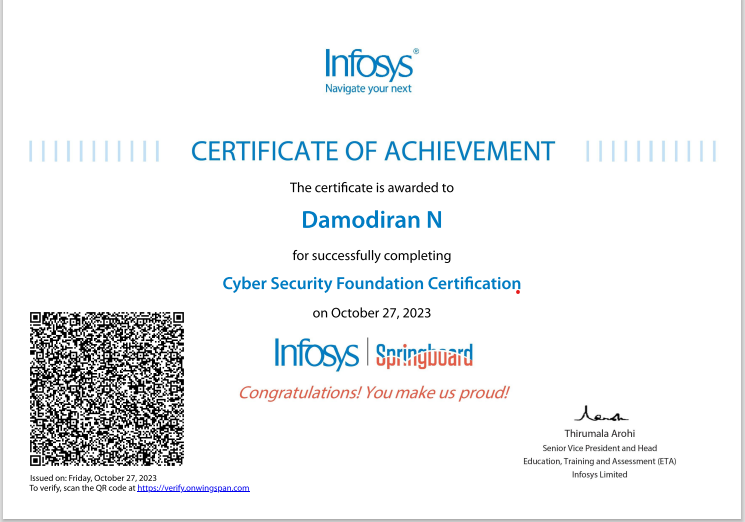 Infosys®
Navigate your next
CERTIFICATE OF ACHIEVEMENT
The certificate is awarded to
Damodiran N
for successfully completing
Cyber Security Foundation Certification
on October 27, 2023
Infosys | Springboard
Congratulations! You make us proud!
Thirumala Arohi
Senior Vice President and Head
Education, Training and Assessment (ETA)
Infosys Limited
Issued on: Friday, October 27, 2023
To verify, scan the QR code at https://verify.onwingspan.com